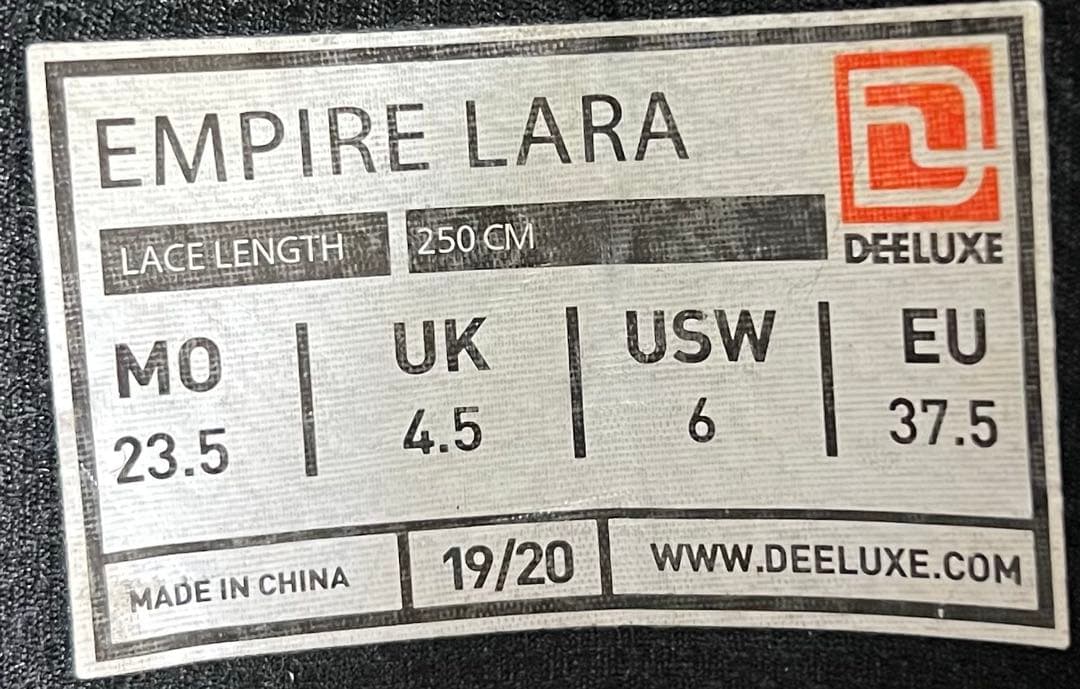 EMPIRE LARA
DEELUXE
LACE LENGTH 250 CM
MO UK USW EU
23.5 4.5 6 37.5
MADE IN CHINA 19/20 WWW.DEELUXE.COM